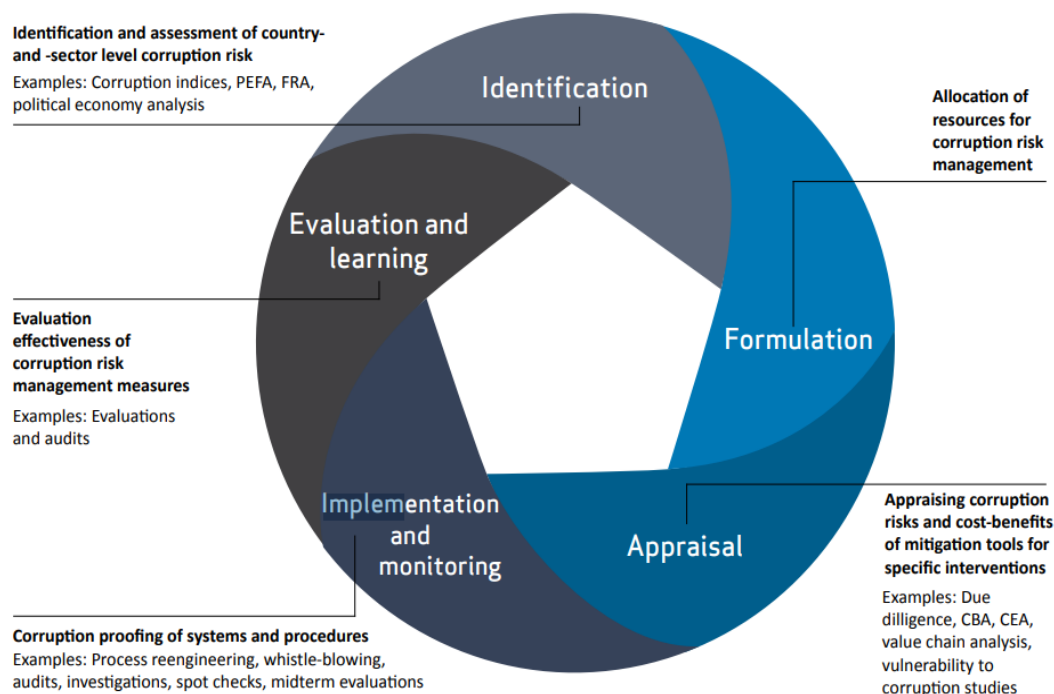 Identification and assessment of country-
and -sector level corruption risk
Examples: Corruption indices, PEFA, FRA,
political economy analysis
Identification
Allocation of
resources for
corruption risk
management
Formulation
Appraisal
Appraising corruption
risks and cost-benefits
of mitigation tools for
specific interventions
Examples: Due
dilligence, CBA, CEA,
value chain analysis,
vulnerability to
corruption studies
Implementation
and
monitoring
Corruption proofing of systems and procedures
Examples: Process reengineering, whistle-blowing,
audits, investigations, spot checks, midterm evaluations
Evaluation and
learning
Evaluation
effectiveness of
corruption risk
management measures
Examples: Evaluations
and audits